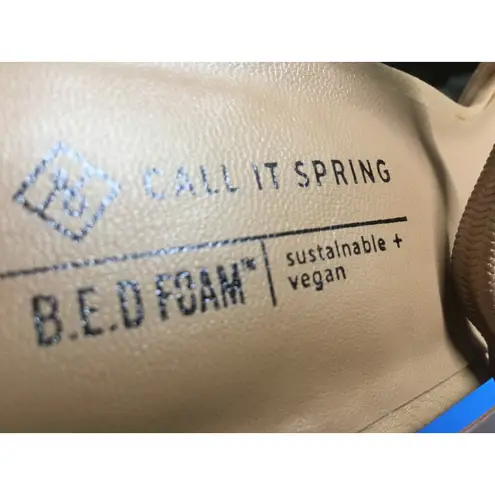 CALL IT SPRING
B.E.D FOAM™
sustainable +
vegan